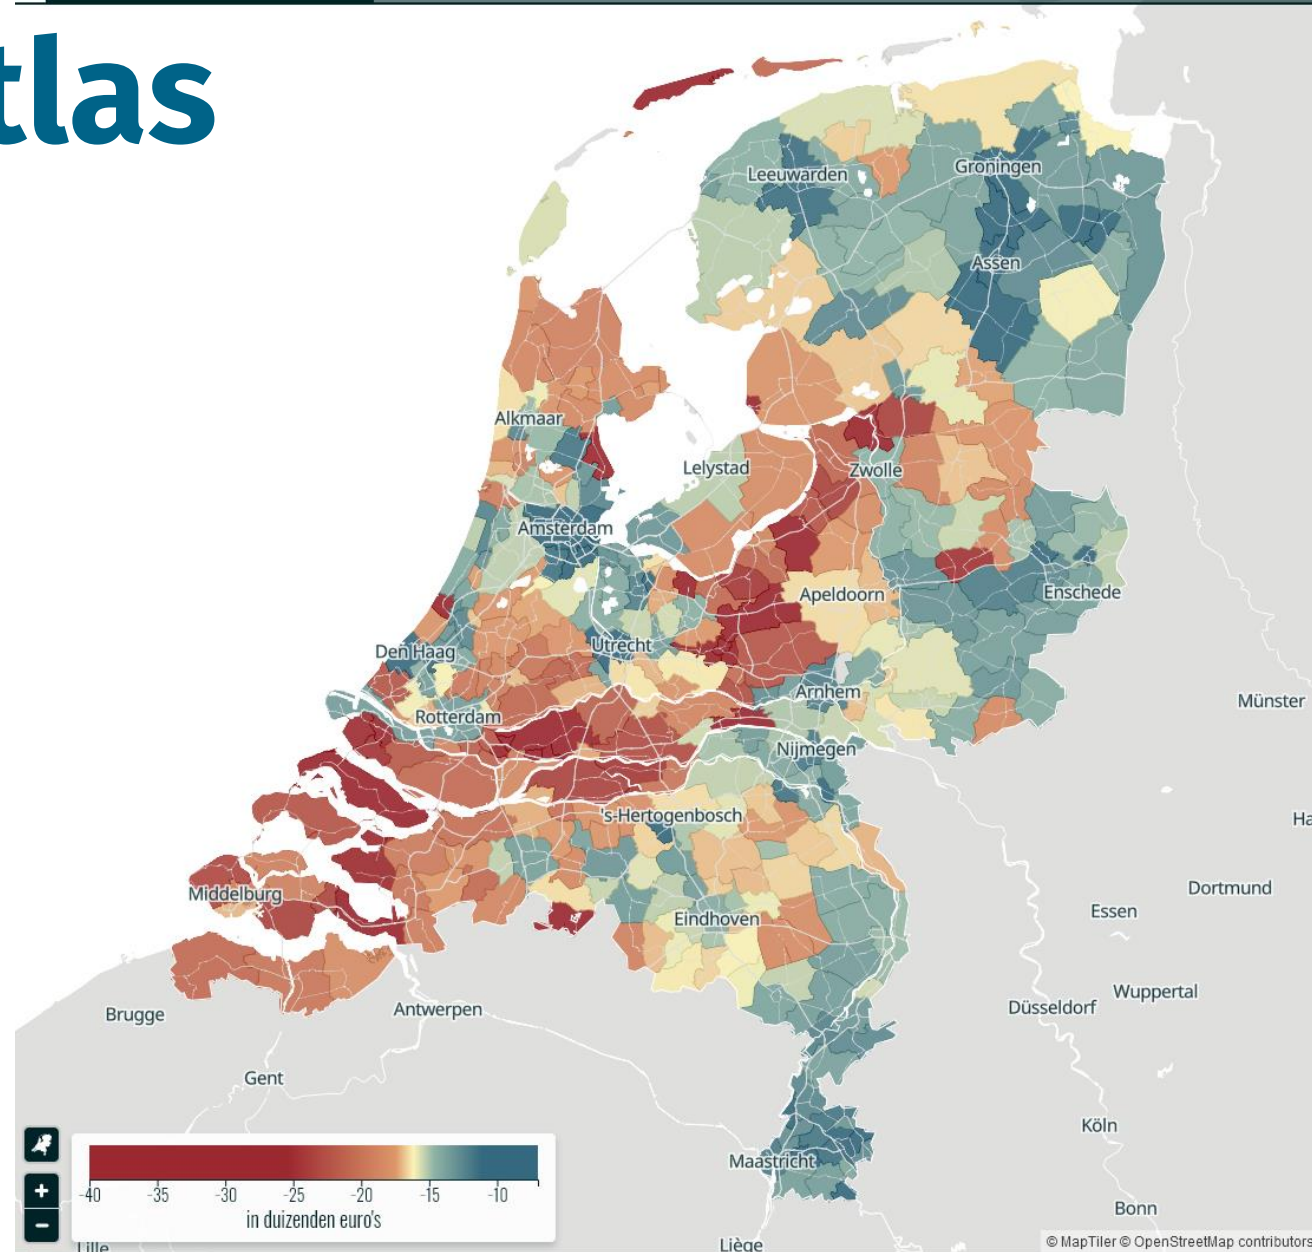 tlas
Leeuwarden
Groningen
Assen
Alkmaar
Lelystad
Zwolle
Amsterdam
Apeldoorn
Enschede
Utrecht
Den Haag
Arnhem
Münster
Rotterdam
Nijmegen
's-Hertogenbosch
Ha
Middelburg
Dortmund
Essen
Eindhoven
Wuppertal
Düsseldorf
Brugge
Antwerpen
Gent
Köln
Maastricht
+
-40 -35 -30 -25 -20 -15 -10
in duizenden euro's
−
Bonn
Lille
Liège
© MapTiler © OpenStreetMap contributors